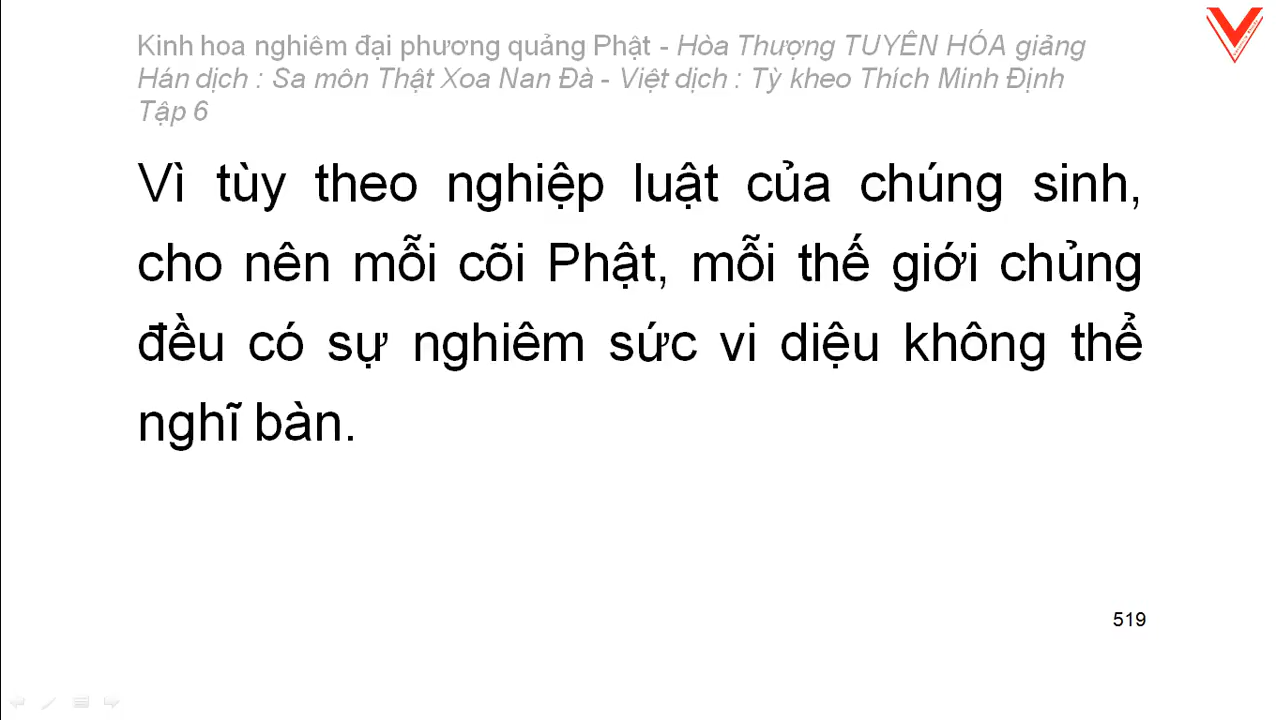 Kinh hoa nghiêm đại phương quảng Phật - Hòa Thượng TUYÊN HÓA giảng
Hán dịch : Sa môn Thật Xoa Nan Đà - Việt dịch : Tỳ kheo Thích Minh Định
Tập 6
Vì tùy theo nghiệp luật của chúng sinh,
cho nên mỗi cõi Phật, mỗi thế giới chủng
đều có sự nghiêm sức vi diệu không thể
nghĩ bàn.
519